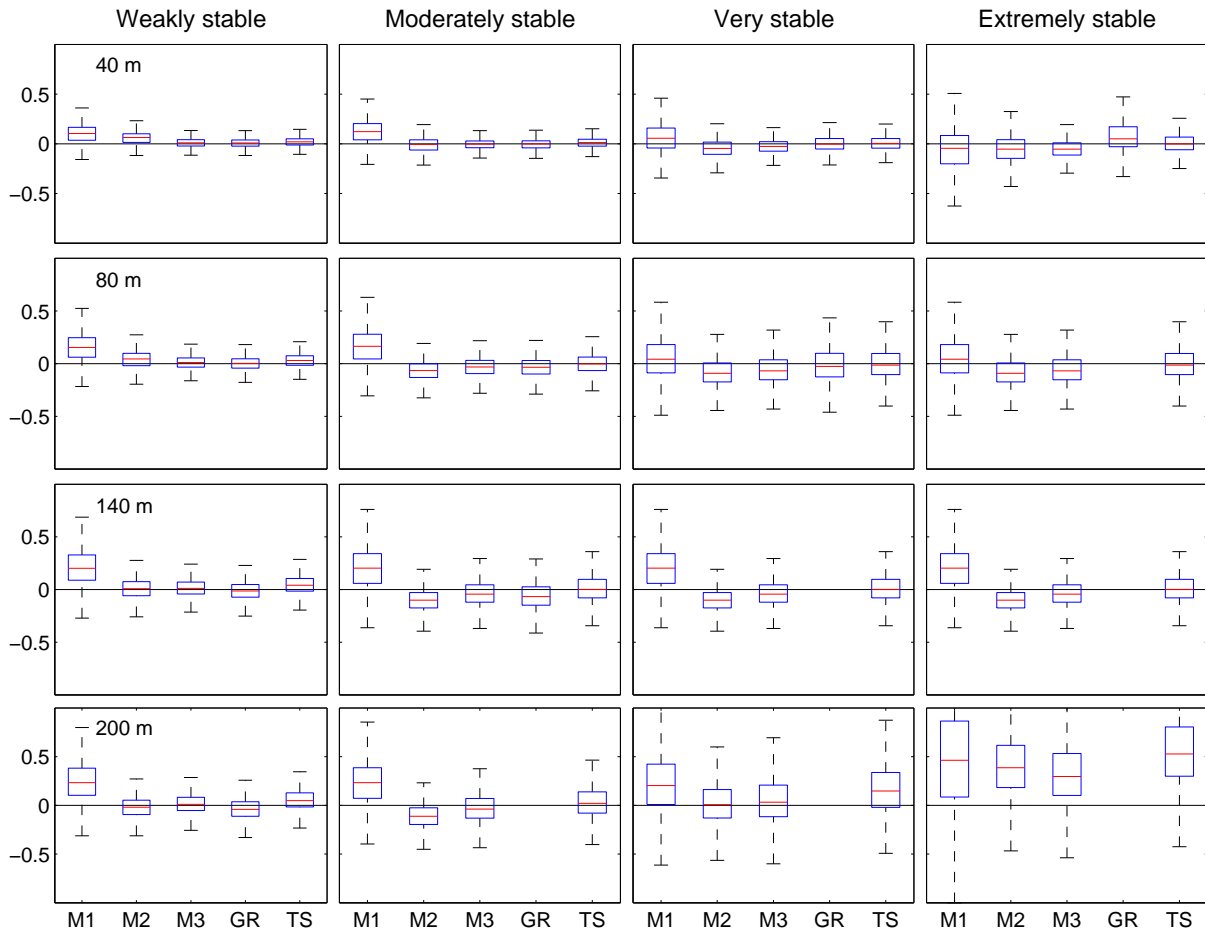 Weakly stable Moderately stable Very stable Extremely stable
40 m
0.5
0
−0.5
80 m
0.5
0
−0.5
140 m
0.5
0
−0.5
200 m
0.5
0
−0.5
M1 M2 M3 GR TS M1 M2 M3 GR TS M1 M2 M3 GR TS M1 M2 M3 GR TS